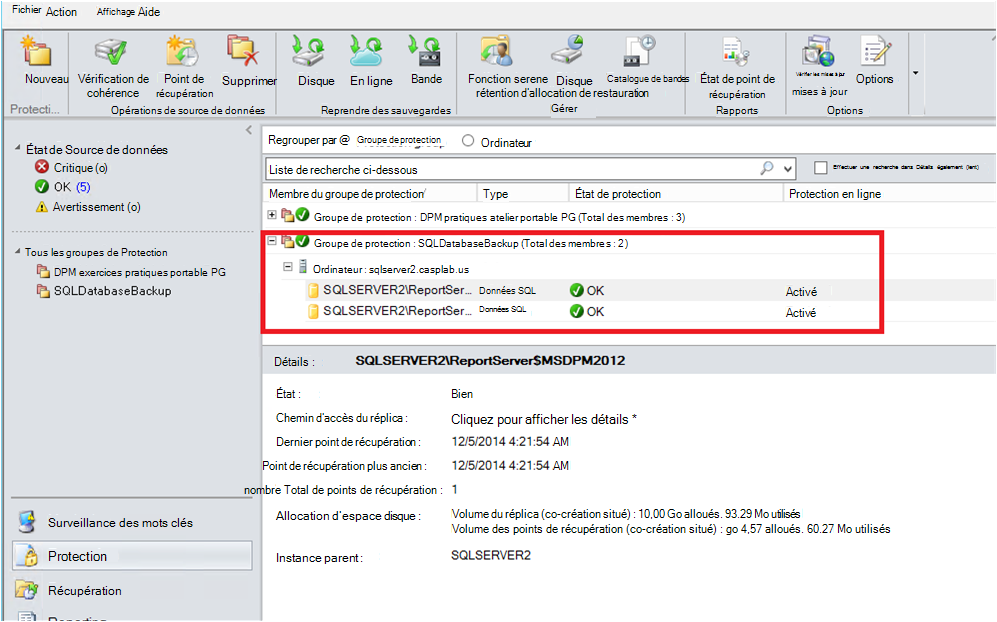 Fichier Action Affichage Aide
Nouveau
Vérification de cohérence
Point de récupération
Supprimer
Disque
En ligne
Bande
Fonction serene Disque Catalogue de bandes
rétention d'allocation de restauration
État de point de récupération
Vérifier les mises à jour
mises à jour
Options
Protecti...
Opérations de source de données
Reprendre des sauvegardes
Gérer
Rapports
Options
État de Source de données
Critique (o)
OK (5)
Avertissement (o)
Tous les groupes de Protection
DPM exercices pratiques portable PG
SQLDatabaseBackup
Surveillance des mots clés
Protection
Récupération
Reporting
Regrouper par @ Groupe de protection Ordinateur
Liste de recherche ci-dessous
Effectuer une recherche dans Détails également (lent)
Membre du groupe de protection Type État de protection Protection en ligne
Groupe de protection : DPM pratiques atelier portable PG (Total des membres : 3)
Groupe de protection : SQLDatabaseBackup (Total des membres : 2)
Ordinateur : sqlserver2.casplab.us
SQLSERVER2\ReportSer... Données SQL OK Activé
SQLSERVER2\ReportSer... Données SQL OK Activé
Détails : SQLSERVER2\ReportServer$MSDPM2012
État : Bien
Chemin d'accès du réplica : Cliquez pour afficher les détails *
Dernier point de récupération : 12/5/2014 4:21:54 AM
Point de récupération plus ancien : 12/5/2014 4:21:54 AM
nombre Total de points de récupération : 1
Allocation d'espace disque : Volume du réplica (co-création situé) : 10,00 Go alloués. 93.29 Mo utilisés
Volume des points de récupération (co-création situé) : go 4,57 alloués. 60.27 Mo utilisés
Instance parent : SQLSERVER2